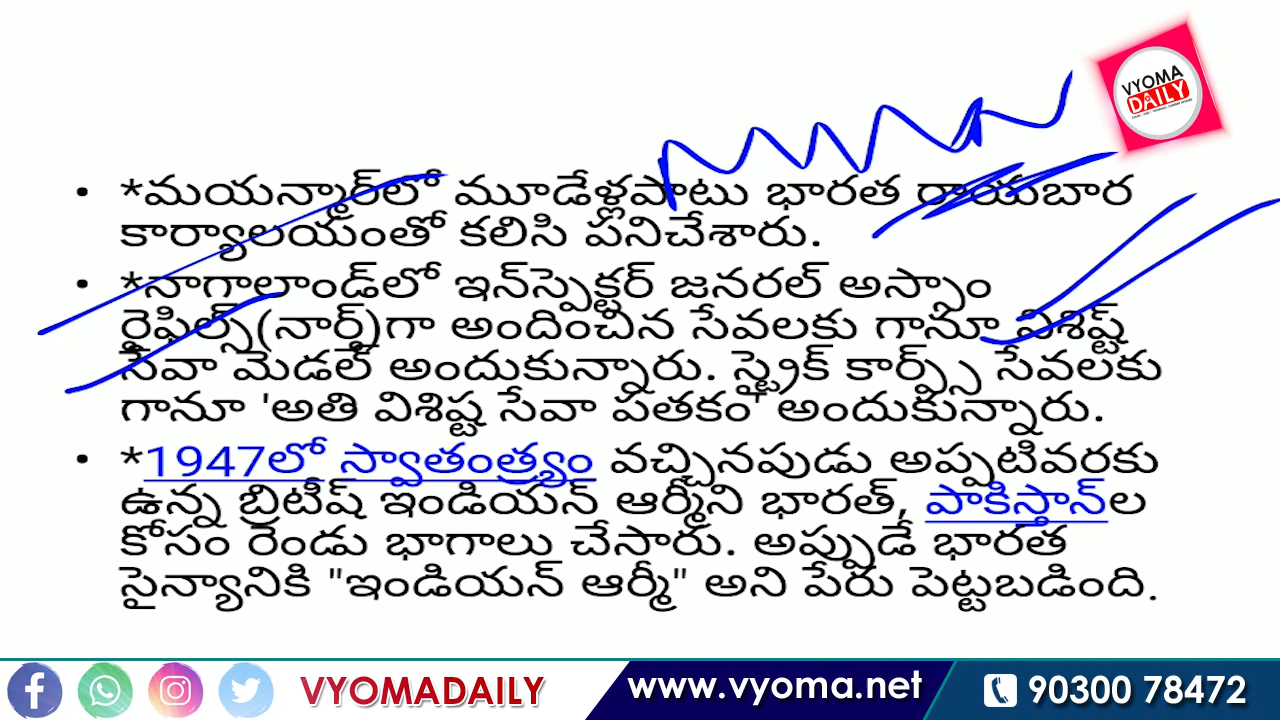 VYOMA
DAILY
• *మయన్మార్‌లో మూడేళ్లపాటు భారత రాయబార
కార్యాలయంతో కలిసి పనిచేశారు.
• *నాగాలాండ్‌లో ఇన్‌స్పెక్టర్ జనరల్ అస్సాం
రైఫిల్స్(నార్త్)గా అందించిన సేవలకు గానూ విశిష్ట
సేవా మెడల్ అందుకున్నారు. స్ట్రైక్ కార్ప్స్ సేవలకు
గానూ 'అతి విశిష్ట సేవా పతకం' అందుకున్నారు.
• *1947లో స్వాతంత్ర్యం వచ్చినపుడు అప్పటివరకు
ఉన్న బ్రిటీష్ ఇండియన్ ఆర్మీని భారత్, పాకిస్తాన్‌ల
కోసం రెండు భాగాలు చేసారు. అప్పుడే భారత
సైన్యానికి "ఇండియన్ ఆర్మీ" అని పేరు పెట్టబడింది.
VYOMADAILY www.vyoma.net 90300 78472